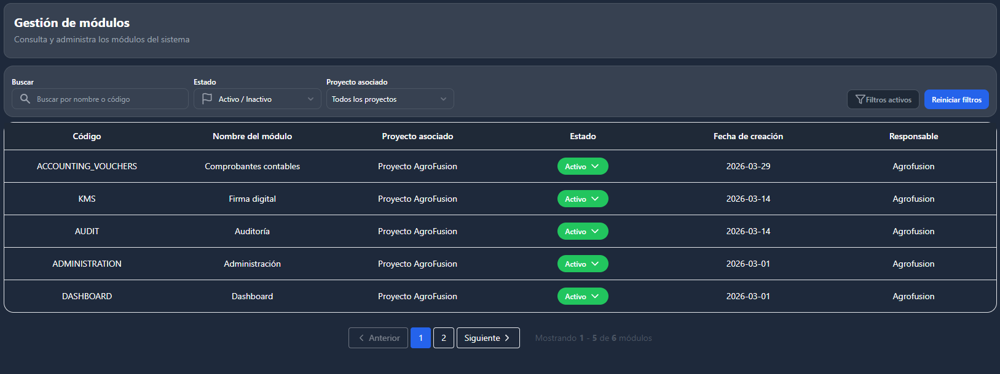 Gestión de módulos
Consulta y administra los módulos del sistema
Buscar Estado Proyecto asociado
Buscar por nombre o código Activo / Inactivo Todos los proyectos Filtros activos Reiniciar filtros
Código Nombre del módulo Proyecto asociado Estado Fecha de creación Responsable
ACCOUNTING_VOUCHERS Comprobantes contables Proyecto AgroFusion Activo 2026-03-29 Agrofusion
KMS Firma digital Proyecto AgroFusion Activo 2026-03-14 Agrofusion
AUDIT Auditoría Proyecto AgroFusion Activo 2026-03-14 Agrofusion
ADMINISTRATION Administración Proyecto AgroFusion Activo 2026-03-01 Agrofusion
DASHBOARD Dashboard Proyecto AgroFusion Activo 2026-03-01 Agrofusion
Anterior 1 2 Siguiente Mostrando 1 - 5 de 6 módulos